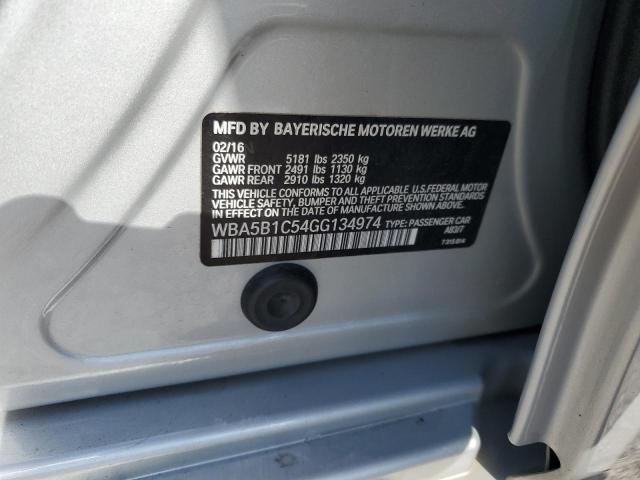 MFD BY BAYERISCHE MOTOREN WERKE AG
02/16
GVWR 5181 lbs 2350 kg
GAWR FRONT 2491 lbs 1130 kg
GAWR REAR 2910 lbs 1320 kg
THIS VEHICLE CONFORMS TO ALL APPLICABLE U.S. FEDERAL MOTOR
VEHICLE SAFETY, BUMPER, AND THEFT PREVENTION STANDARDS
IN EFFECT ON THE DATE OF MANUFACTURE SHOWN ABOVE.
WBA5B1C54GG134974 TYPE: PASSENGER CAR
A83/7